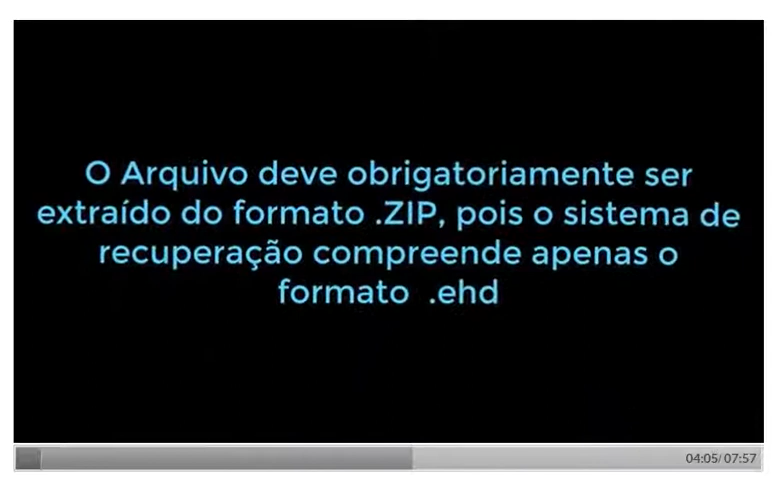 O Arquivo deve obrigatoriamente ser
extraído do formato .ZIP, pois o sistema de
recuperação compreende apenas o
formato .ehd
04:05/07:57